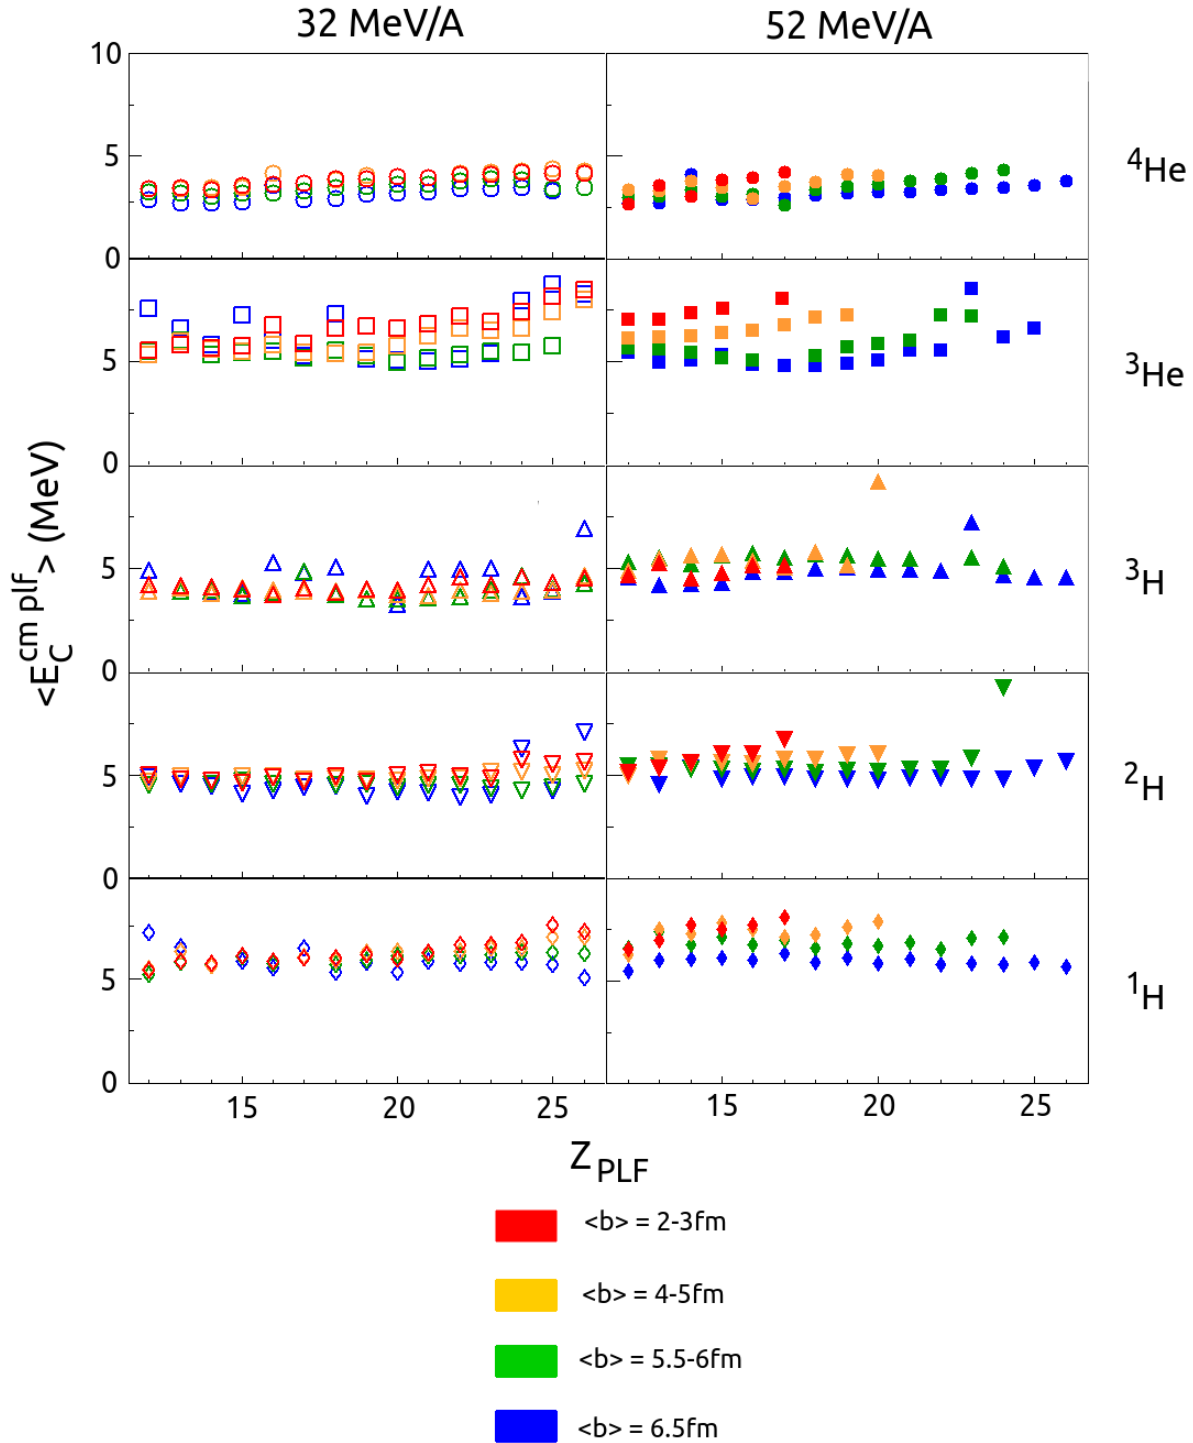 32 MeV/A
52 MeV/A
10
5
0
5
0
5
0
5
0
5
0
<E_C^{cm plf}> (MeV)
⁴He
³He
³H
²H
¹H
15
20
25
15
20
25
Z_PLF
<b> = 2-3fm
<b> = 4-5fm
<b> = 5.5-6fm
<b> = 6.5fm